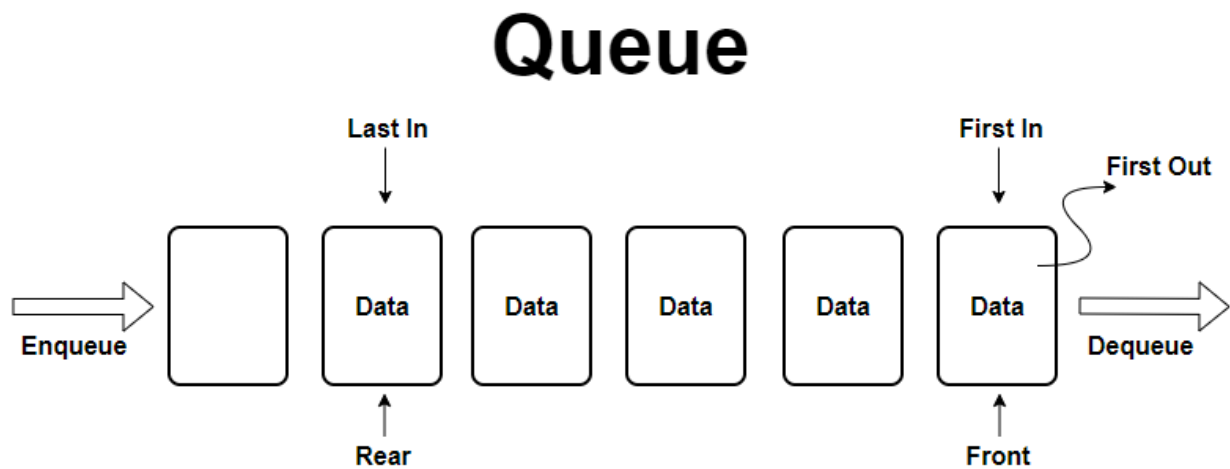 Queue
Last In
First In
First Out
Data
Data
Data
Data
Data
Enqueue
Dequeue
Rear
Front